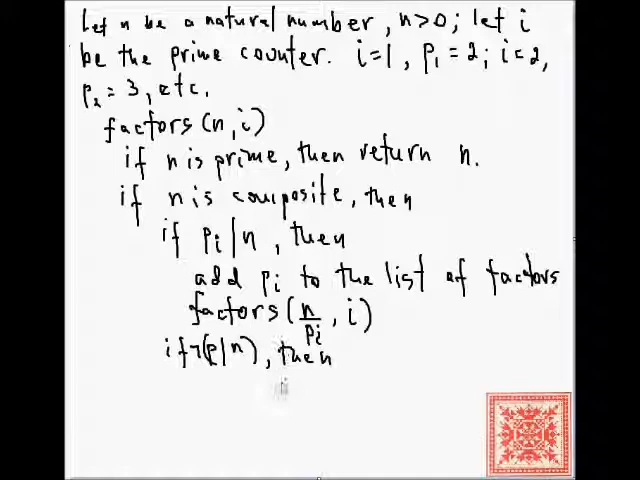 Let n be a natural number, n>0; let i
be the prime counter. i=1, p₁ = 2; i=2,
p₂ = 3, etc.
factors(n,i)
if n is prime, then return n.
if n is composite, then
if pᵢ|n, then
add pᵢ to the list of factors
factors(n/pᵢ, i)
if ¬(p|n), then